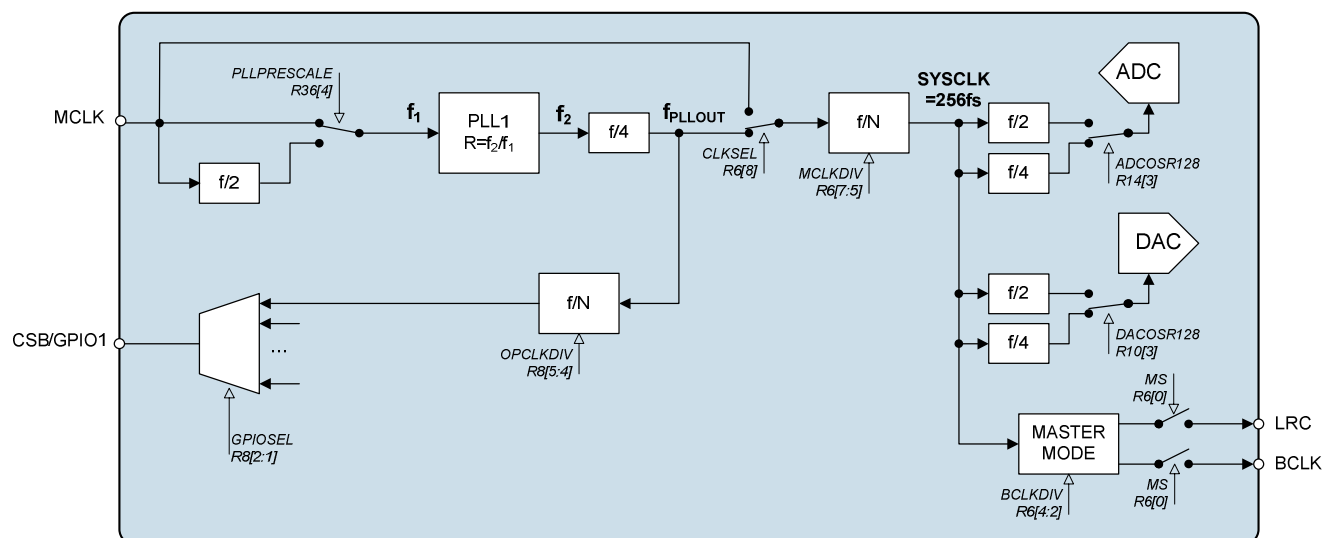 PLLPRESCALE
R36[4]
MCLK
f/2
f1
PLL1
R=f2/f1
f2
f/4
fPLLOUT
CLKSEL
R6[8]
f/N
MCLKDIV
R6[7:5]
SYSCLK
=256fs
f/2
f/4
ADC
ADCOSR128
R14[3]
DAC
f/2
f/4
DACOSR128
R10[3]
CSB/GPIO1
...
GPIOSEL
R8[2:1]
f/N
OPCLKDIV
R8[5:4]
MASTER
MODE
BCLKDIV
R6[4:2]
MS
R6[0]
LRC
BCLK
MS
R6[0]